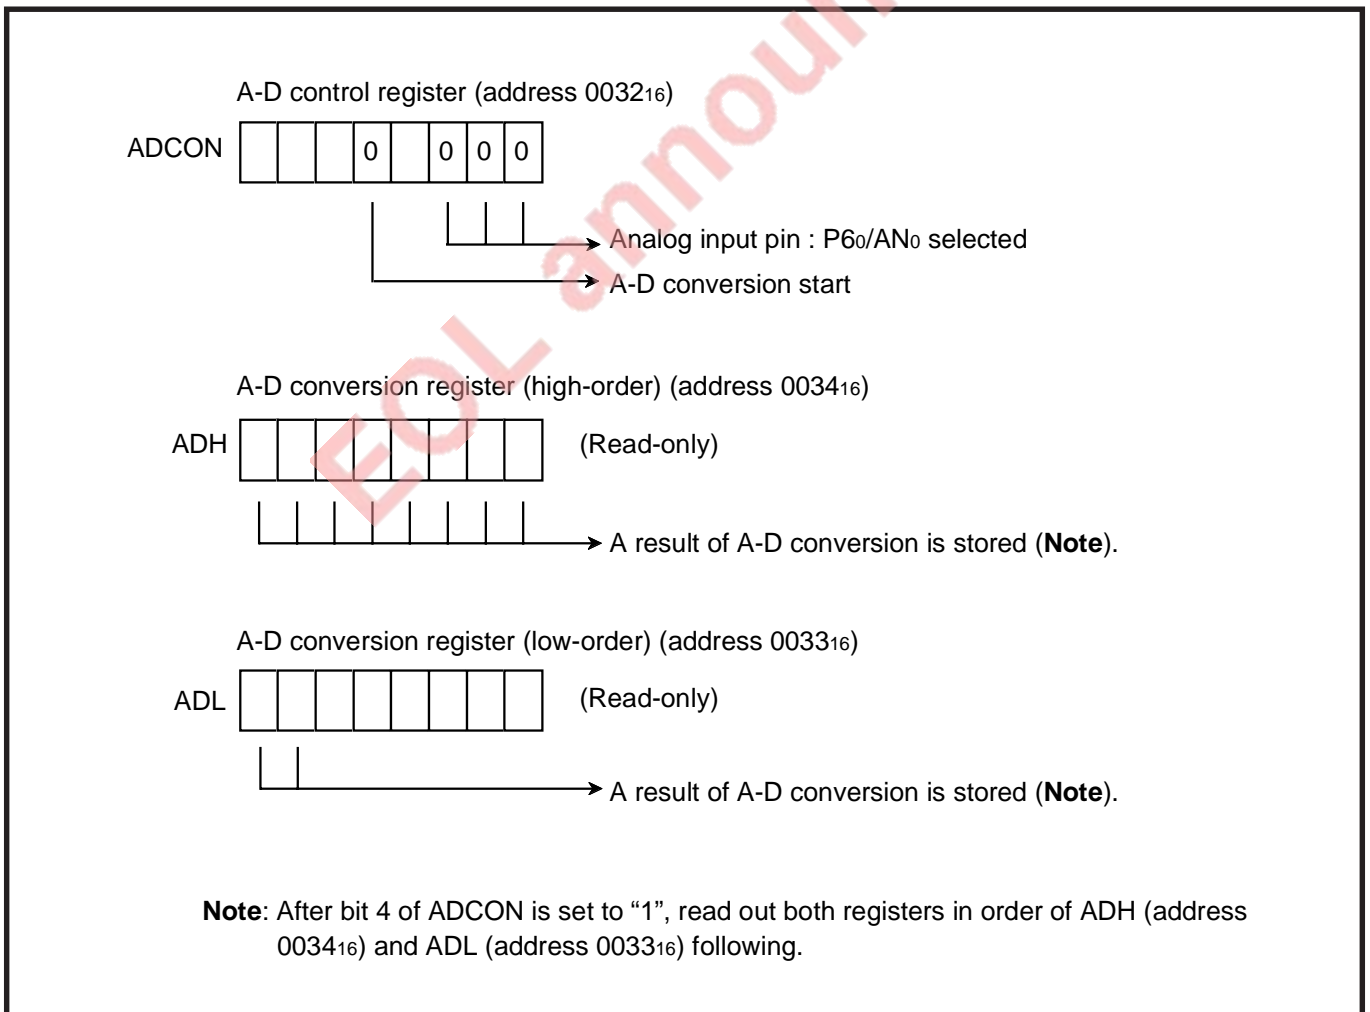 A-D control register (address 003216)
ADCON 0 0 0 0
Analog input pin : P60/AN0 selected
A-D conversion start
A-D conversion register (high-order) (address 003416)
ADH (Read-only)
A result of A-D conversion is stored (Note).
A-D conversion register (low-order) (address 003316)
ADL (Read-only)
A result of A-D conversion is stored (Note).
Note: After bit 4 of ADCON is set to “1”, read out both registers in order of ADH (address
003416) and ADL (address 003316) following.
EOL announ